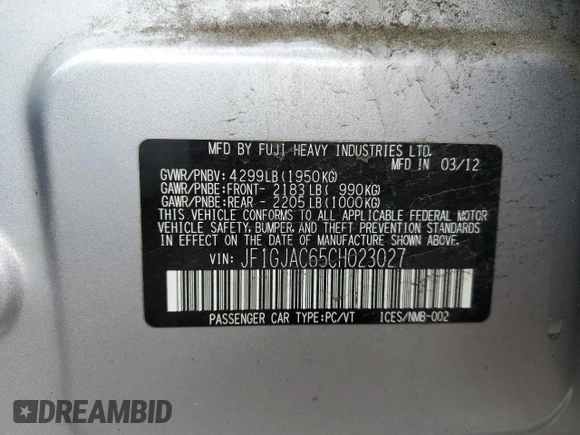 MFD BY FUJI HEAVY INDUSTRIES LTD.
MFD IN 03/12
GVWR/PNBV: 4299LB(1950KG)
GAWR/PNBE:FRONT- 2183LB( 990KG)
GAWR/PNBE:REAR - 2205LB(1000KG)
THIS VEHICLE CONFORMS TO ALL APPLICABLE FEDERAL MOTOR
VEHICLE SAFETY, BUMPER, AND THEFT PREVENTION STANDARDS
IN EFFECT ON THE DATE OF MANUFACTURE SHOWN ABOVE.
VIN: JF1GJAC65CH023027
PASSENGER CAR TYPE:PC/VT ICES/NMB-002
DREAMBID